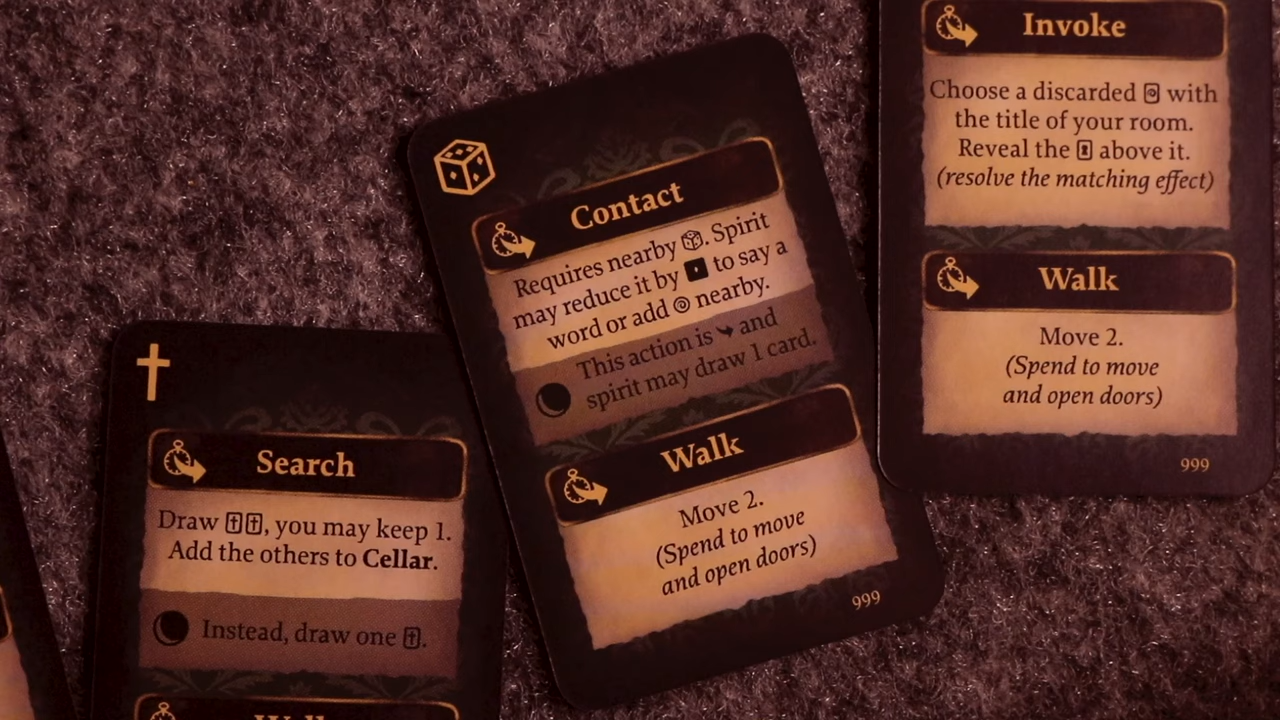 Search
Draw, you may keep 1.
Add the others to Cellar.
Instead, draw one.
Contact
Requires nearby. Spirit
may reduce it by to say a
word or add nearby.
This action is and
spirit may draw 1 card.
Walk
Move 2.
(Spend to move
and open doors)
999
Invoke
Choose a discarded with
the title of your room.
Reveal the above it.
(resolve the matching effect)
Walk
Move 2.
(Spend to move
and open doors)
999